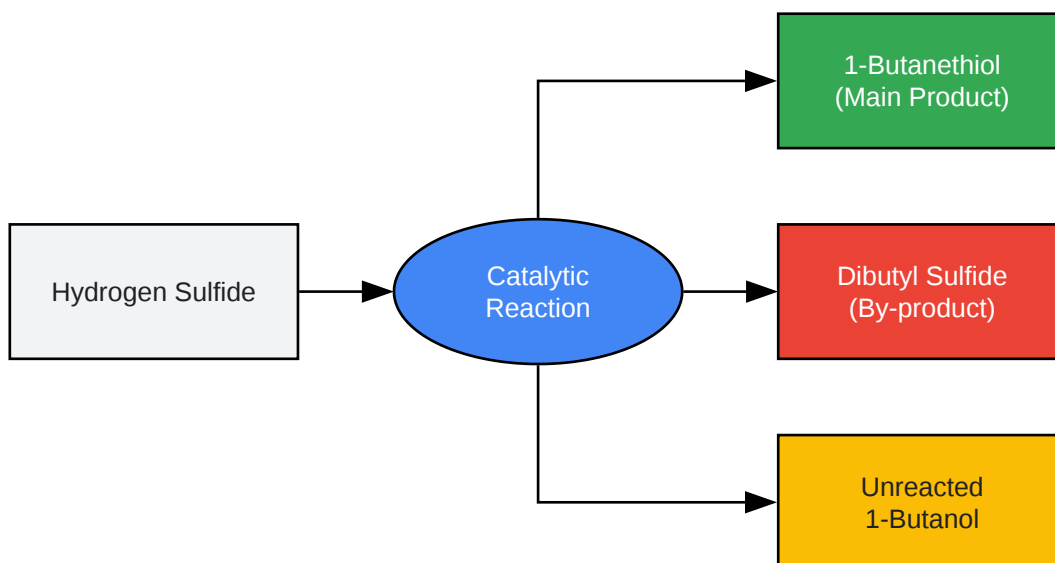 1-Butanethiol
(Main Product)
Hydrogen Sulfide
Catalytic
Reaction
Dibutyl Sulfide
(By-product)
Unreacted
1-Butanol